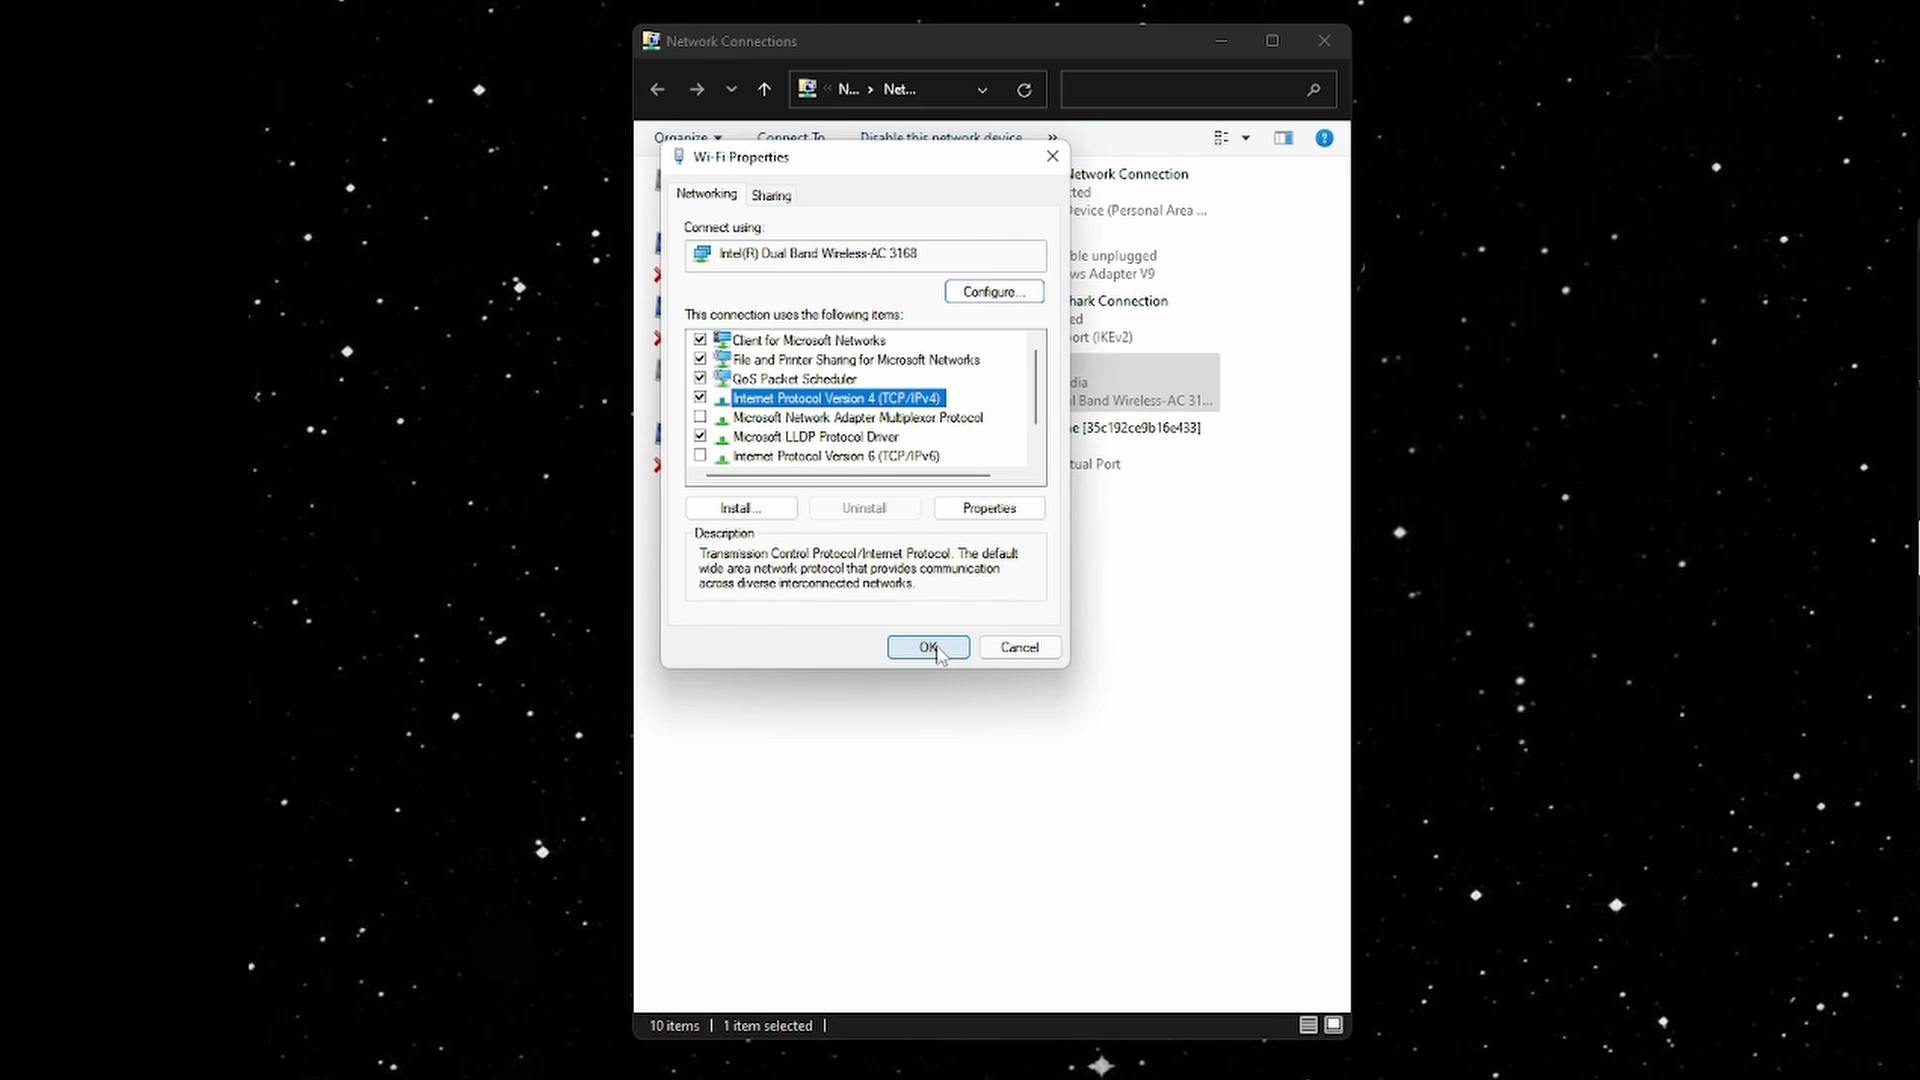 Network Connections
N... › Net...
Organize
Connect To
Disable this network device
»
Wi-Fi Properties
Networking
Sharing
Connect using:
Intel(R) Dual Band Wireless-AC 3168
Configure...
This connection uses the following items:
Client for Microsoft Networks
File and Printer Sharing for Microsoft Networks
QoS Packet Scheduler
Internet Protocol Version 4 (TCP/IPv4)
Microsoft Network Adapter Multiplexor Protocol
Microsoft LLDP Protocol Driver
Internet Protocol Version 6 (TCP/IPv6)
Install...
Uninstall
Properties
Description
Transmission Control Protocol/Internet Protocol. The default
wide area network protocol that provides communication
across diverse interconnected networks.
OK
Cancel
Network Connection
cted
Device (Personal Area ...
ble unplugged
ws Adapter V9
hark Connection
ed
ort (IKEv2)
dia
l Band Wireless-AC 31...
e [35c192ce9b16e433]
tual Port
10 items
1 item selected